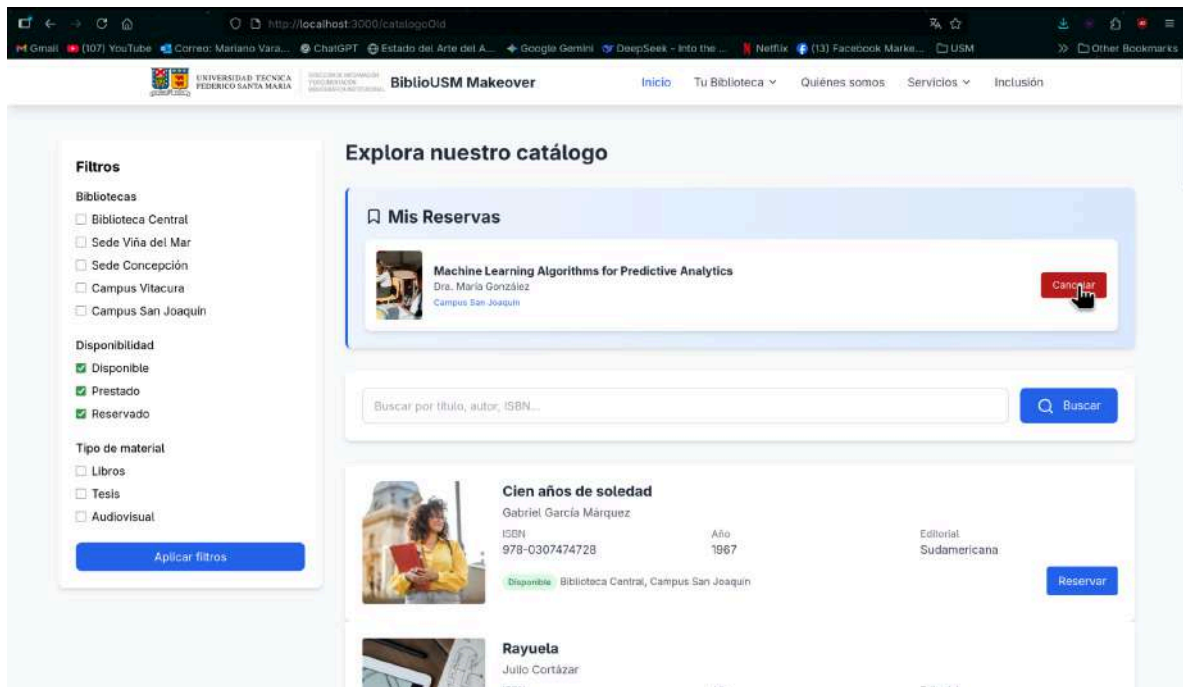 http://localhost:3000/catalogoOld
Gmail
(107) YouTube
Correo: Mariano Vara...
ChatGPT
Estado del Arte del A...
Google Gemini
DeepSeek - Into the ...
Netflix
(13) Facebook Marke...
USM
Other Bookmarks
UNIVERSIDAD TECNICA
FEDERICO SANTA MARIA
BiblioUSM Makeover
Inicio
Tu Biblioteca
Quiénes somos
Servicios
Inclusión
Filtros
Bibliotecas
Biblioteca Central
Sede Viña del Mar
Sede Concepción
Campus Vitacura
Campus San Joaquín
Disponibilidad
Disponible
Prestado
Reservado
Tipo de material
Libros
Tesis
Audiovisual
Aplicar filtros
Explora nuestro catálogo
Mis Reservas
Machine Learning Algorithms for Predictive Analytics
Dra. María González
Campus San Joaquín
Cancelar
Buscar por título, autor, ISBN...
Buscar
Cien años de soledad
Gabriel García Márquez
ISBN
Año
Editorial
978-0307474728
1967
Sudamericana
Disponible
Biblioteca Central, Campus San Joaquín
Reservar
Rayuela
Julio Cortázar